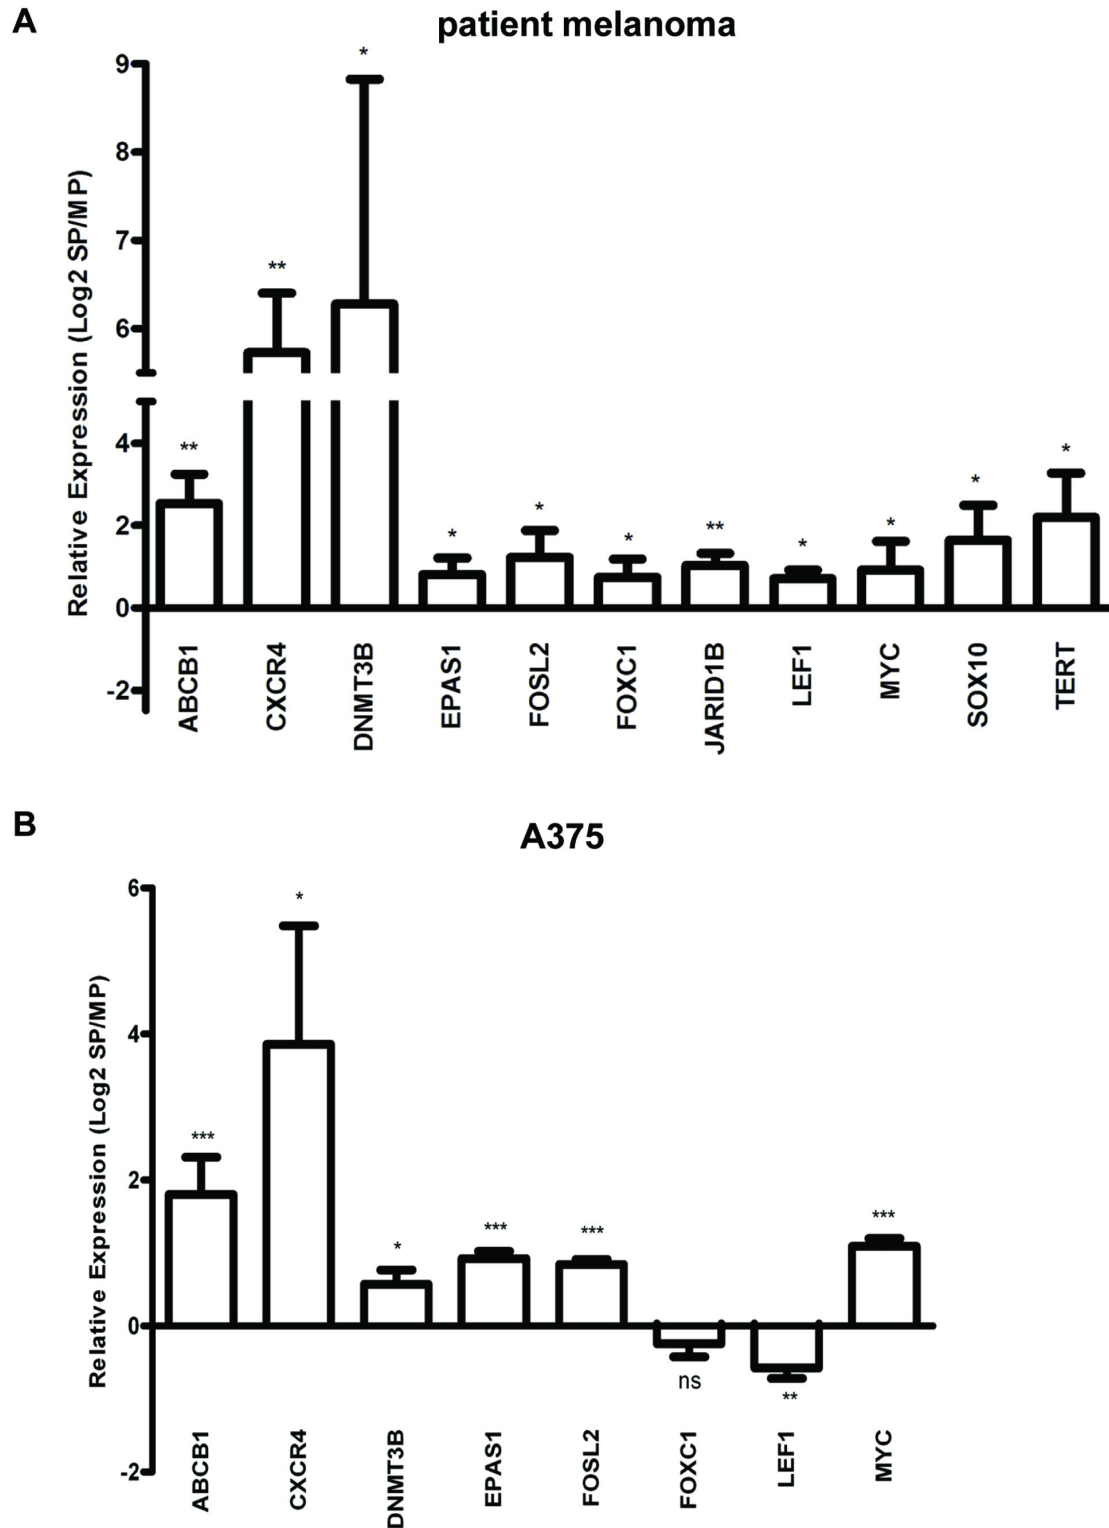 A
patient melanoma
Relative Expression (Log2 SP/MP)
9
8
7
6
4
2
0
-2
**
**
*
*
*
*
**
*
*
*
*
ABCB1
CXCR4
DNMT3B
EPAS1
FOSL2
FOXC1
JARID1B
LEF1
MYC
SOX10
TERT
B
A375
Relative Expression (Log2 SP/MP)
6
4
2
0
-2
***
*
*
***
***
ns
**
***
ABCB1
CXCR4
DNMT3B
EPAS1
FOSL2
FOXC1
LEF1
MYC